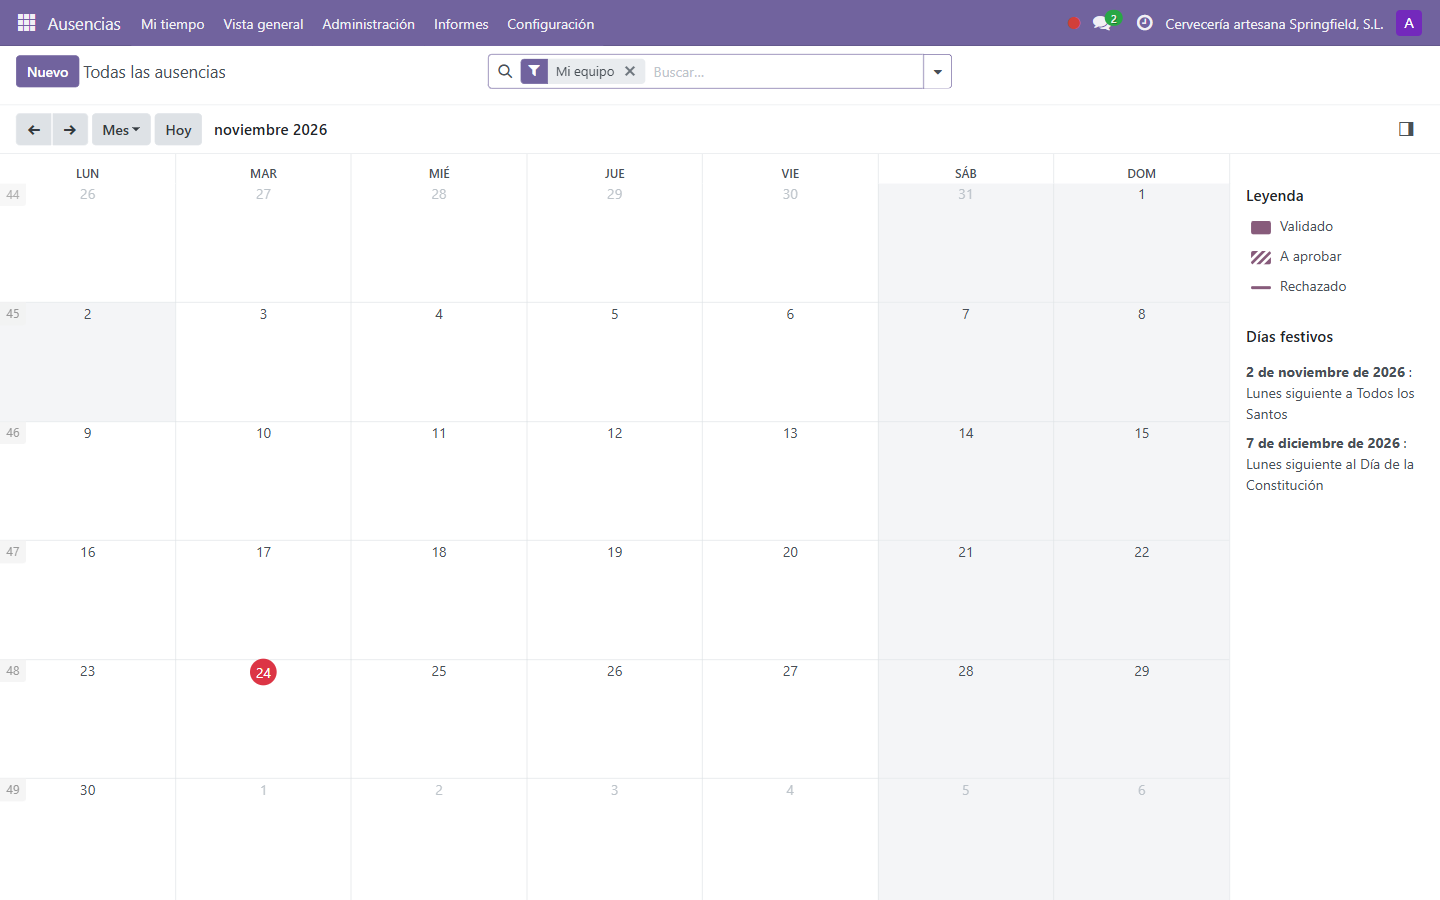 Ausencias Mi tiempo Vista general Administración Informes Configuración 2 Cervecería artesana Springfield, S.L. A
Nuevo Todas las ausencias Mi equipo Buscar...
Mes Hoy noviembre 2026
LUN MAR MIÉ JUE VIE SÁB DOM
44 26 27 28 29 30 31 1
45 2 3 4 5 6 7 8
46 9 10 11 12 13 14 15
47 16 17 18 19 20 21 22
48 23 24 25 26 27 28 29
49 30 1 2 3 4 5 6
Leyenda
Validado
A aprobar
Rechazado
Días festivos
2 de noviembre de 2026 :
Lunes siguiente a Todos los
Santos
7 de diciembre de 2026 :
Lunes siguiente al Día de la
Constitución